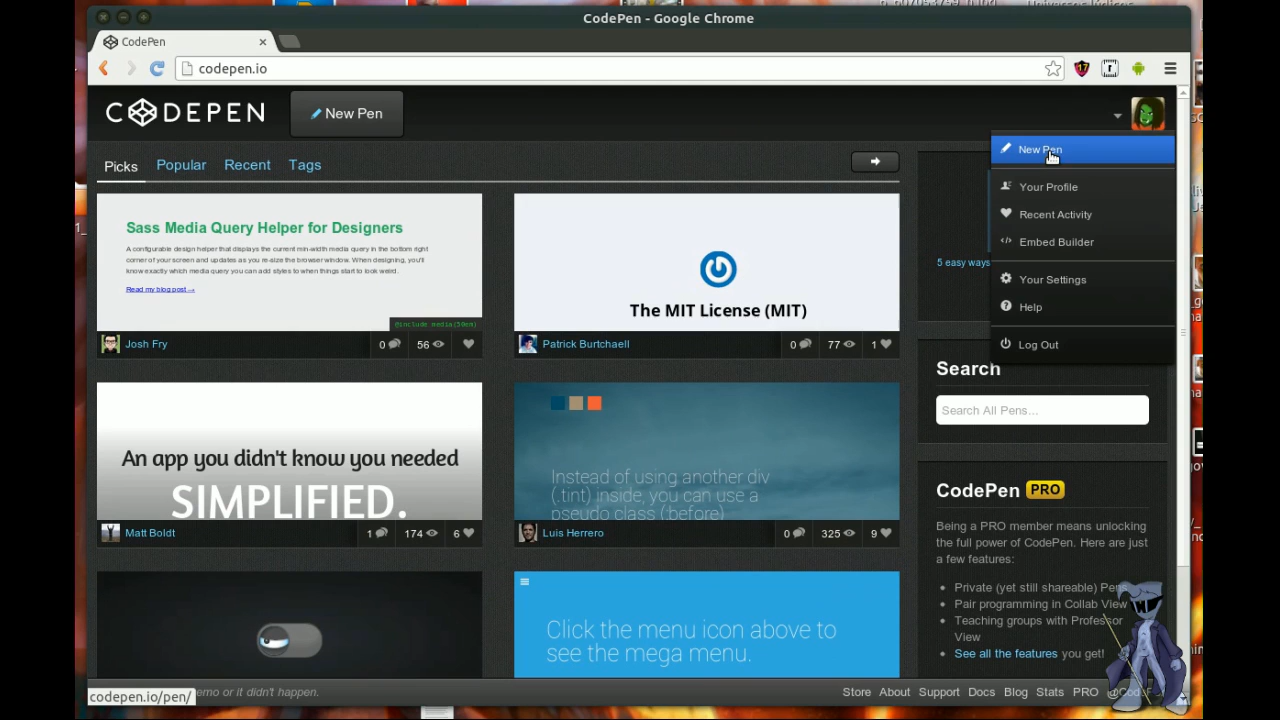 CodePen - Google Chrome
CodePen
codepen.io
17
CODEPEN
New Pen
New Pen
Your Profile
Recent Activity
Embed Builder
Your Settings
Help
Log Out
Picks Popular Recent Tags
Sass Media Query Helper for Designers
A configurable design helper that displays the current min-width media query in the bottom right
corner of your screen and updates as you re-size the browser window. When designing, you'll
know exactly which media query you can add styles to when things start to look weird.
Read my blog post →
@include media(50em)
Josh Fry 0 56
The MIT License (MIT)
Patrick Burtchaell 0 77 1
5 easy ways
An app you didn't know you needed
SIMPLIFIED.
Matt Boldt 1 174 6
Instead of using another div
(.tint) inside, you can use a
pseudo class (:before)
Luis Herrero 0 325 9
Click the menu icon above to
see the mega menu.
Search
Search All Pens...
CodePen PRO
Being a PRO member means unlocking
the full power of CodePen. Here are just
a few features:
Private (yet still shareable) Pens
Pair programming in Collab View
Teaching groups with Professor
View
See all the features you get!
codepen.io/pen/
emo or it didn't happen.
Store About Support Docs Blog Stats PRO